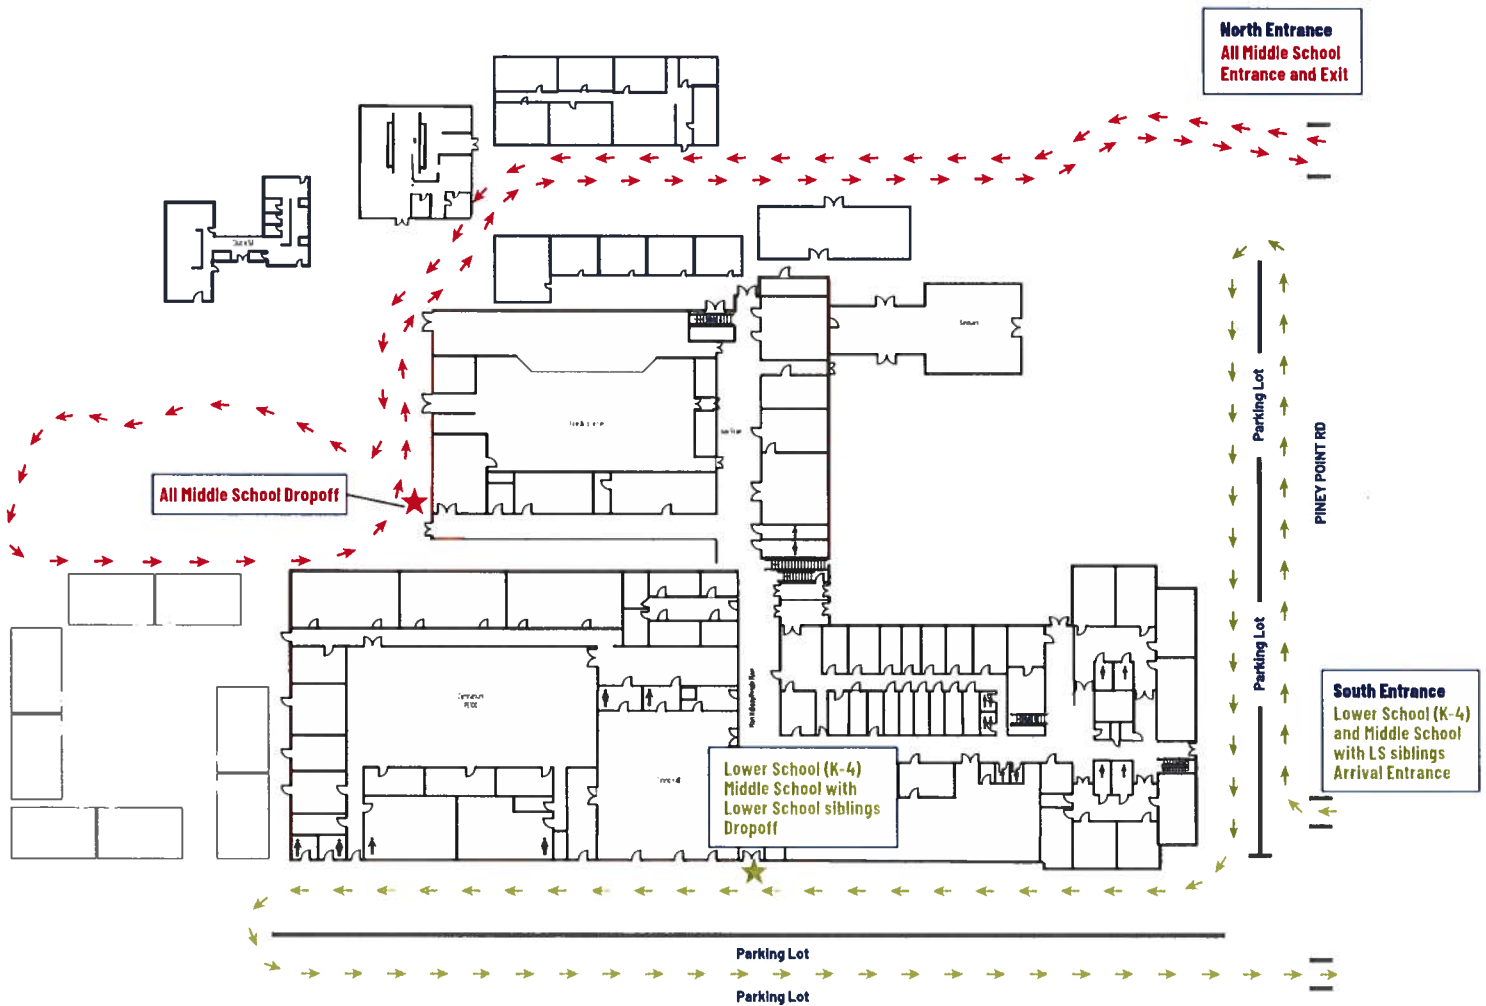 North Entrance
All Middle School
Entrance and Exit
Parking Lot
PINEY POINT RD
All Middle School Dropoff
Parking Lot
South Entrance
Lower School (K-4)
and Middle School
with LS siblings
Arrival Entrance
Lower School (K-4)
Middle School with
Lower School siblings
Dropoff
Parking Lot
Parking Lot